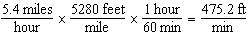 5.4 miles/hour × 5280 feet/mile × 1 hour/60 min = 475.2 ft/min